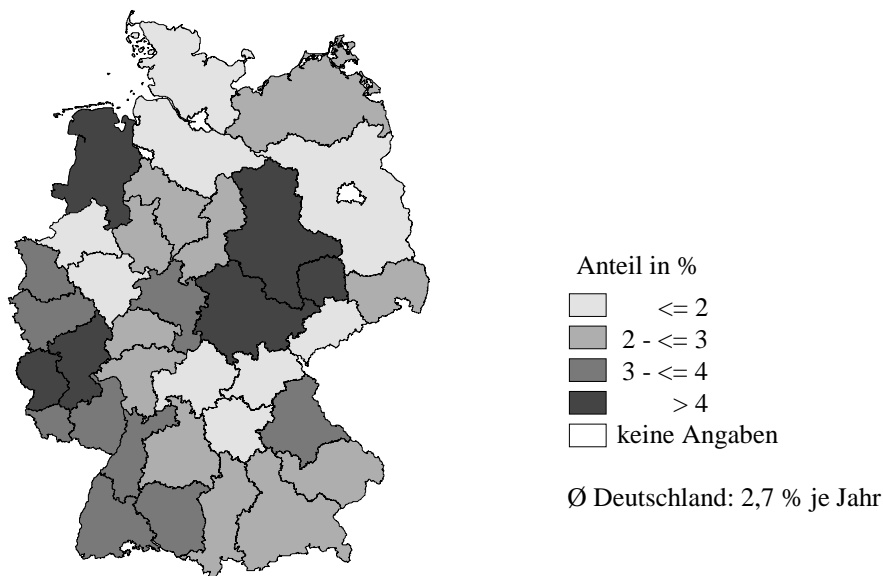 Anteil in %
<= 2
2 - <= 3
3 - <= 4
> 4
keine Angaben
Ø Deutschland: 2,7 % je Jahr